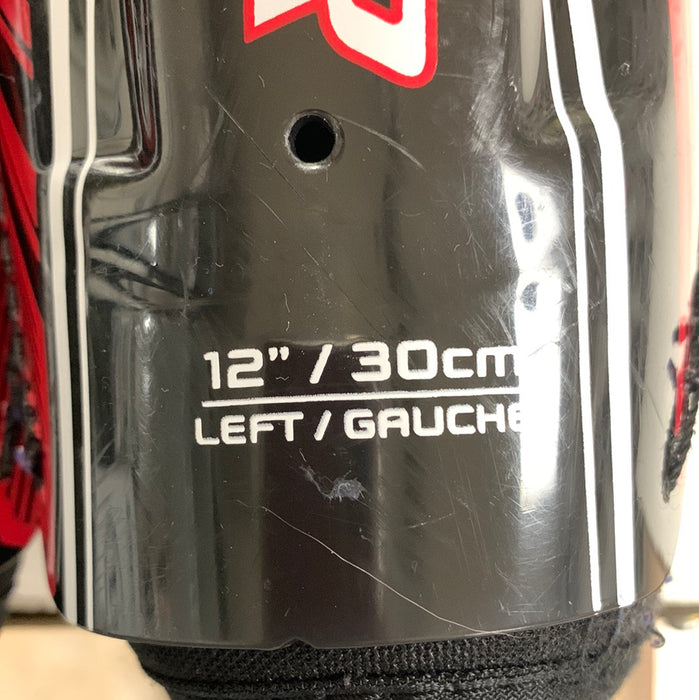 12" / 30cm
LEFT / GAUCHE